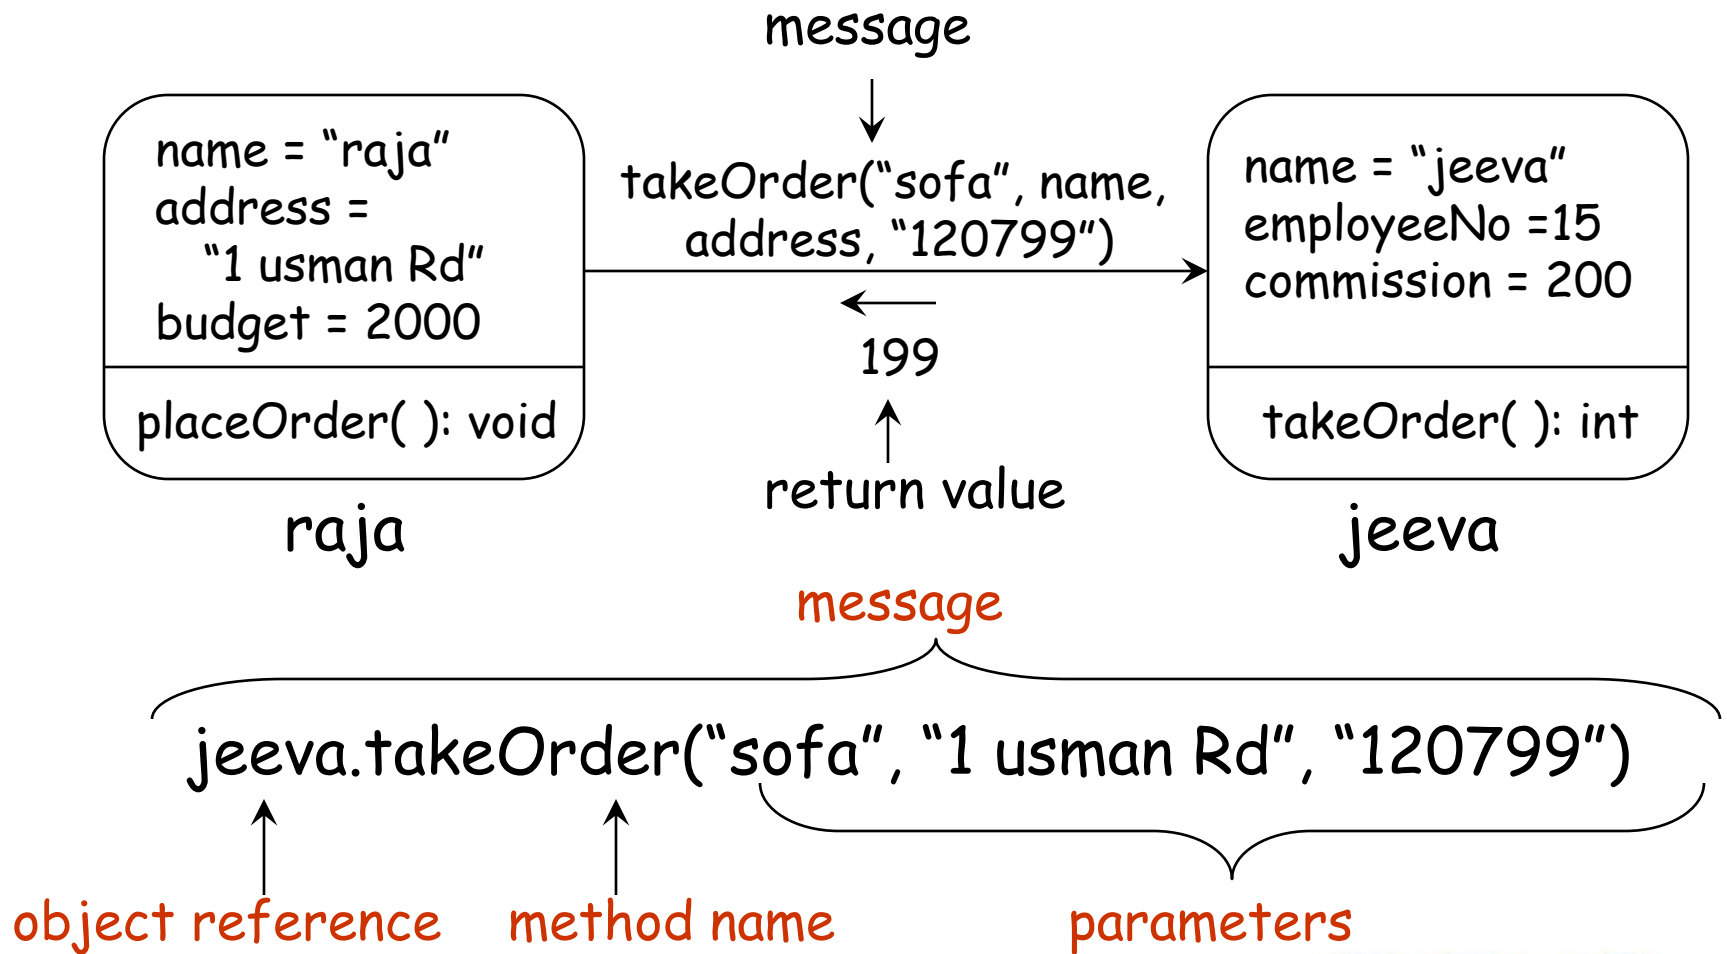 message
name = “raja”
address =
“1 usman Rd”
budget = 2000
placeOrder( ): void
raja
takeOrder(“sofa”, name,
address, “120799”)
199
return value
name = “jeeva”
employeeNo =15
commission = 200
takeOrder( ): int
jeeva
message
jeeva.takeOrder(“sofa”, “1 usman Rd”, “120799”)
object reference
method name
parameters